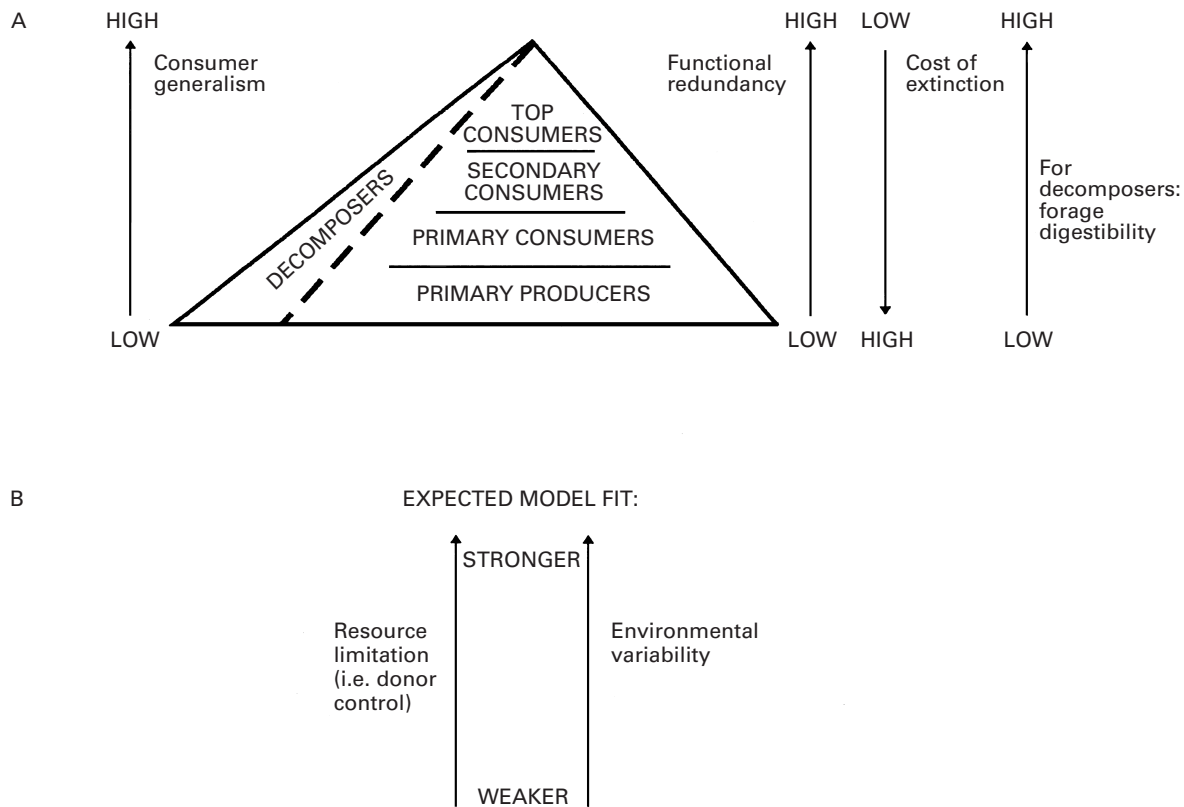 A
HIGH
Consumer
generalism
LOW
DECOMPOSERS
TOP
CONSUMERS
SECONDARY
CONSUMERS
PRIMARY CONSUMERS
PRIMARY PRODUCERS
HIGH
Functional
redundancy
LOW
LOW
Cost of
extinction
HIGH
HIGH
For
decomposers:
forage
digestibility
LOW
B
EXPECTED MODEL FIT:
STRONGER
Resource
limitation
(i.e. donor
control)
Environmental
variability
WEAKER